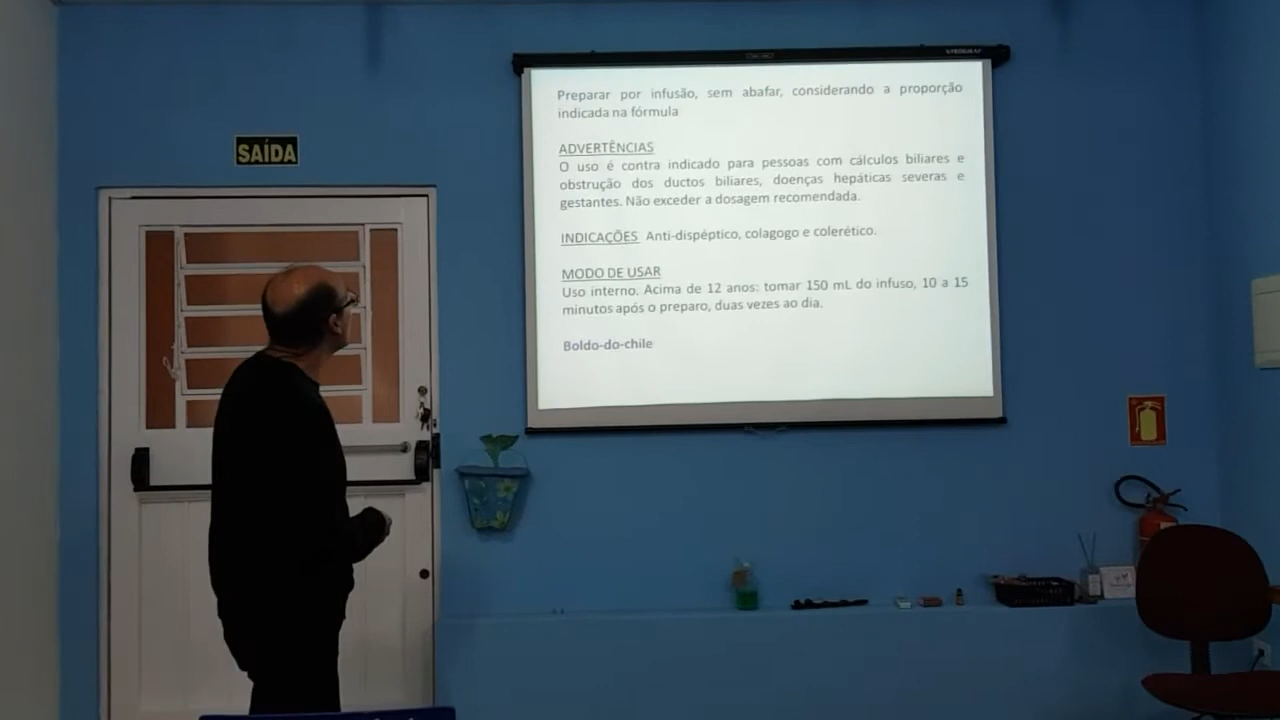 SAÍDA
Preparar por infusão, sem abafar, considerando a proporção
indicada na fórmula
ADVERTÊNCIAS
O uso é contra indicado para pessoas com cálculos biliares e
obstrução dos ductos biliares, doenças hepáticas severas e
gestantes. Não exceder a dosagem recomendada.
INDICAÇÕES Anti-dispéptico, colagogo e colerético.
MODO DE USAR
Uso interno. Acima de 12 anos: tomar 150 mL do infuso, 10 a 15
minutos após o preparo, duas vezes ao dia.
Boldo-do-chile